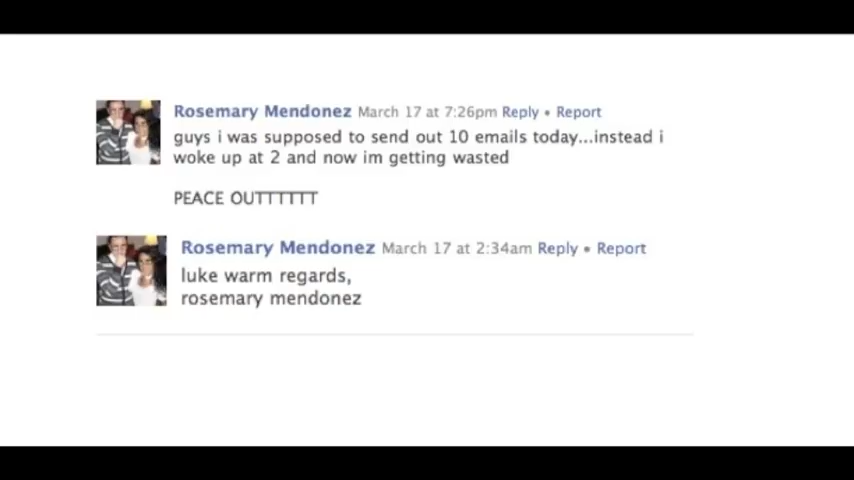 Rosemary Mendonez March 17 at 7:26pm Reply • Report
guys i was supposed to send out 10 emails today...instead i
woke up at 2 and now im getting wasted
PEACE OUTTTTTT
Rosemary Mendonez March 17 at 2:34am Reply • Report
luke warm regards,
rosemary mendonez